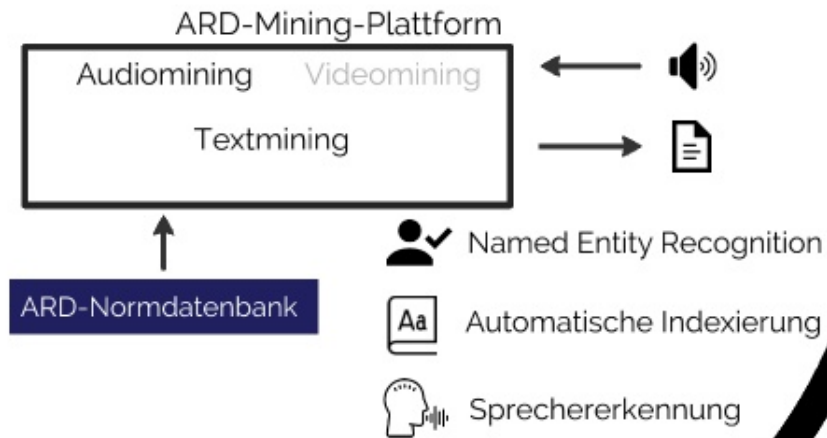 ARD-Mining-Plattform
Audiomining Videomining
Textmining
ARD-Normdatenbank
Named Entity Recognition
Aa Automatische Indexierung
Sprechererkennung